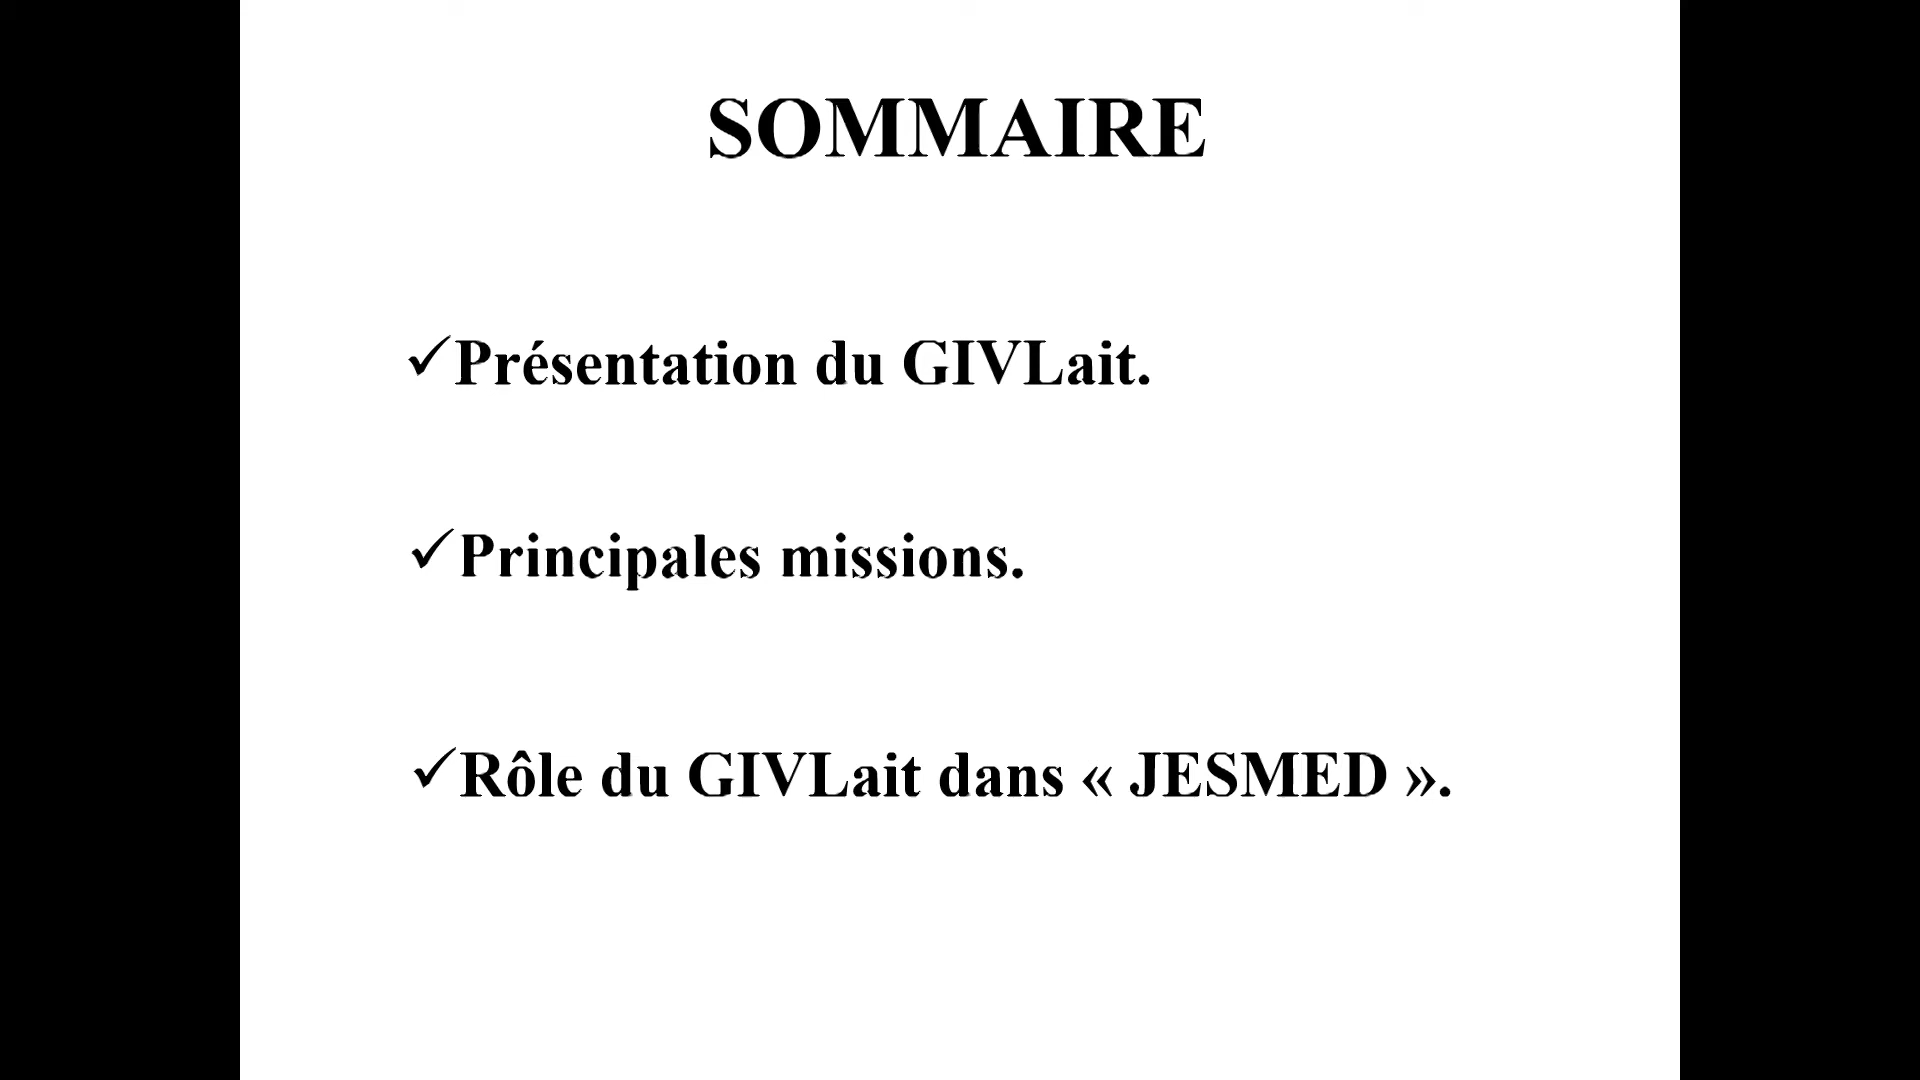 SOMMAIRE
✓Présentation du GIVLait.
✓Principales missions.
✓Rôle du GIVLait dans « JESMED ».